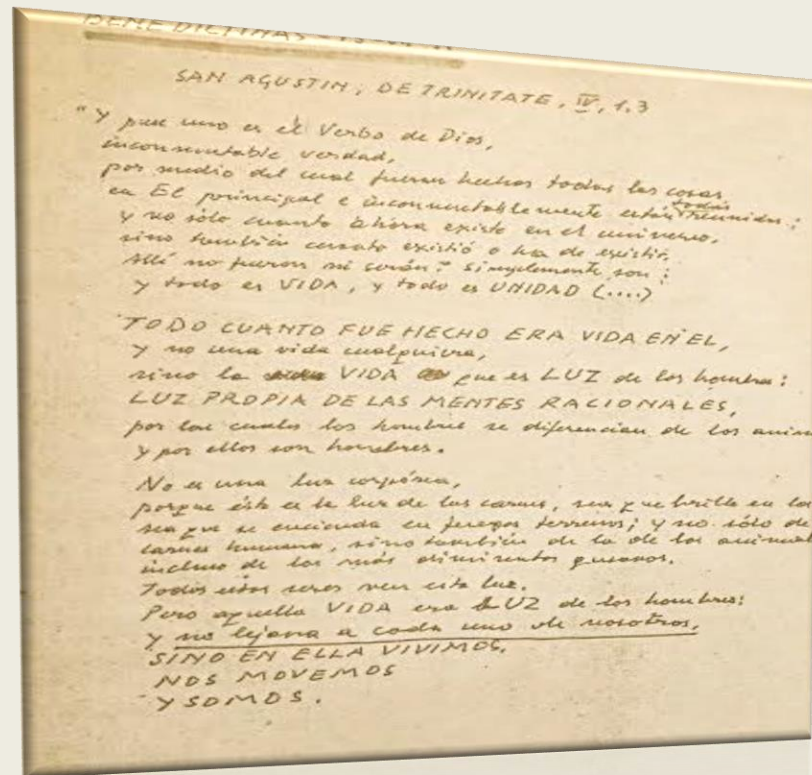 BENEDICTINAS
SAN AGUSTIN, DE TRINITATE, IV, 1.3
"Y pues uno es el Verbo de Dios,
inconmutable verdad,
por medio del cual fueron hechas todas las cosas
en El principal e inconmutablemente están todas reunidas:
y no sólo cuanto ahora existe en el universo,
sino también cuanto existió o ha de existir.
Allí no fueron ni serán: simplemente son:
y todo es VIDA, y todo es UNIDAD (....)
TODO CUANTO FUE HECHO ERA VIDA EN EL,
y no una vida cualquiera,
sino la VIDA que es LUZ de los hombres:
LUZ PROPIA DE LAS MENTES RACIONALES,
por las cuales los hombres se diferencian de los anim
y por ellas son hombres.
No es una luz corpórea,
porque ésta es la luz de las carnes, sea que brille en los
sea que se encienda en fuegos terrenos; y no sólo de
carnes humana, sino también de la de los animal
incluso de los más diminutos gusanos.
Todos estos seres ven esta luz.
Pero aquella VIDA era LUZ de los hombres:
y no lejana a cada uno de nosotros,
SINO EN ELLA VIVIMOS,
NOS MOVEMOS
Y SOMOS.